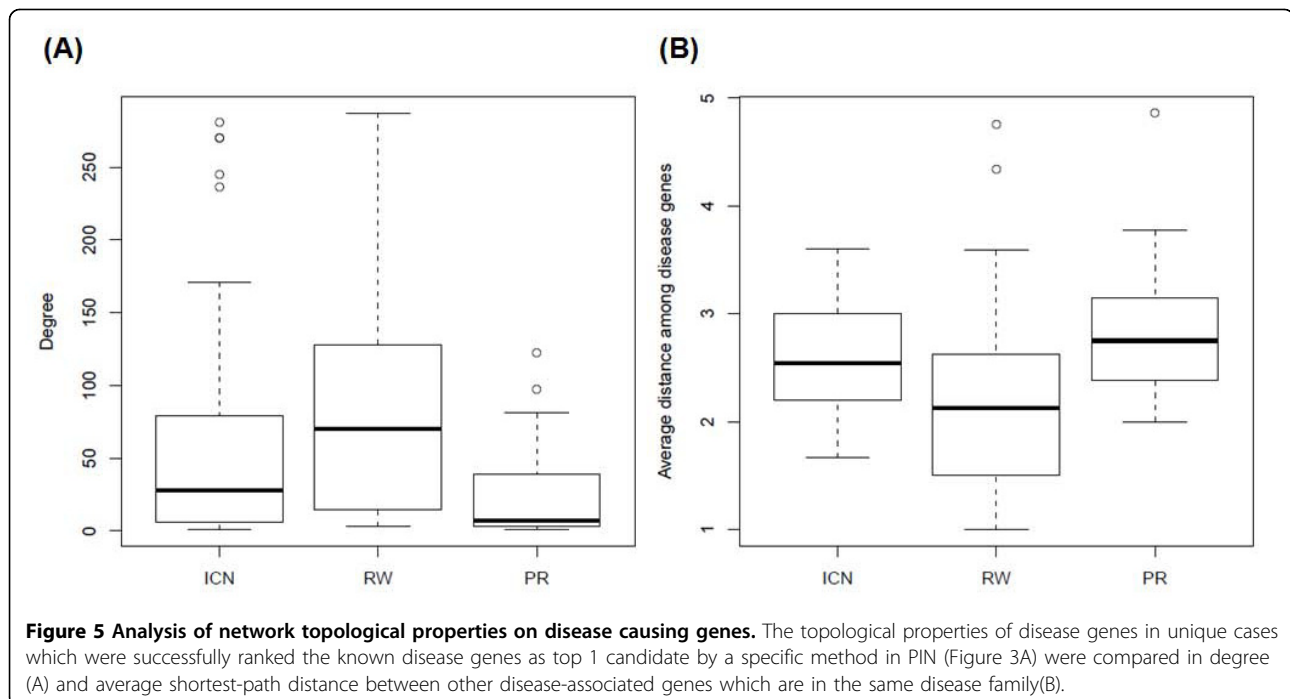 (A)
(B)
Degree
0
50
100
150
200
250
ICN
RW
PR
Average distance among disease genes
1
2
3
4
5
ICN
RW
PR
Figure 5 Analysis of network topological properties on disease causing genes. The topological properties of disease genes in unique cases
which were successfully ranked the known disease genes as top 1 candidate by a specific method in PIN (Figure 3A) were compared in degree
(A) and average shortest-path distance between other disease-associated genes which are in the same disease family(B).